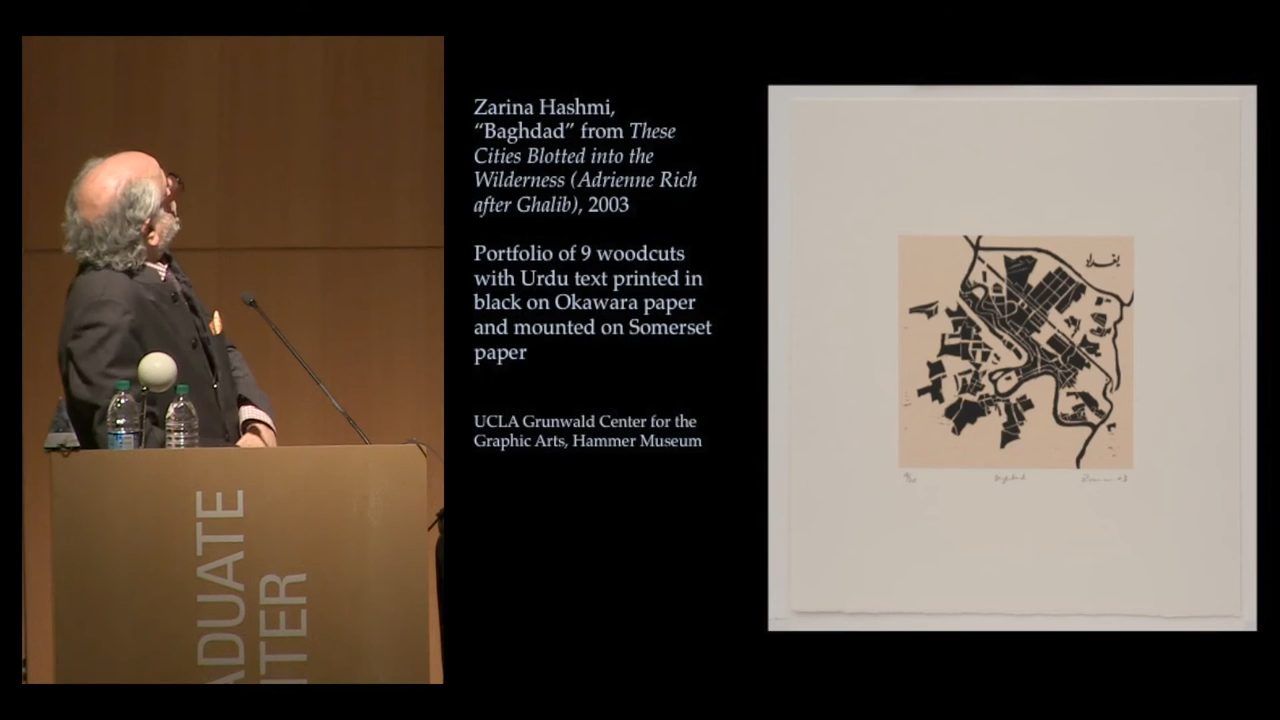 Zarina Hashmi,
“Baghdad” from These
Cities Blotted into the
Wilderness (Adrienne Rich
after Ghalib), 2003
Portfolio of 9 woodcuts
with Urdu text printed in
black on Okawara paper
and mounted on Somerset
paper
UCLA Grunwald Center for the
Graphic Arts, Hammer Museum
بغداد
Baghdad
ADUATE
TER